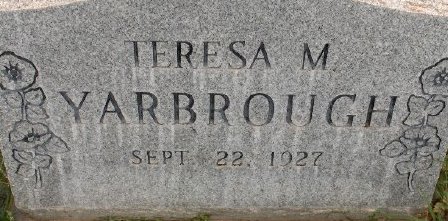 TERESA M.
YARBROUGH
SEPT. 22, 1927